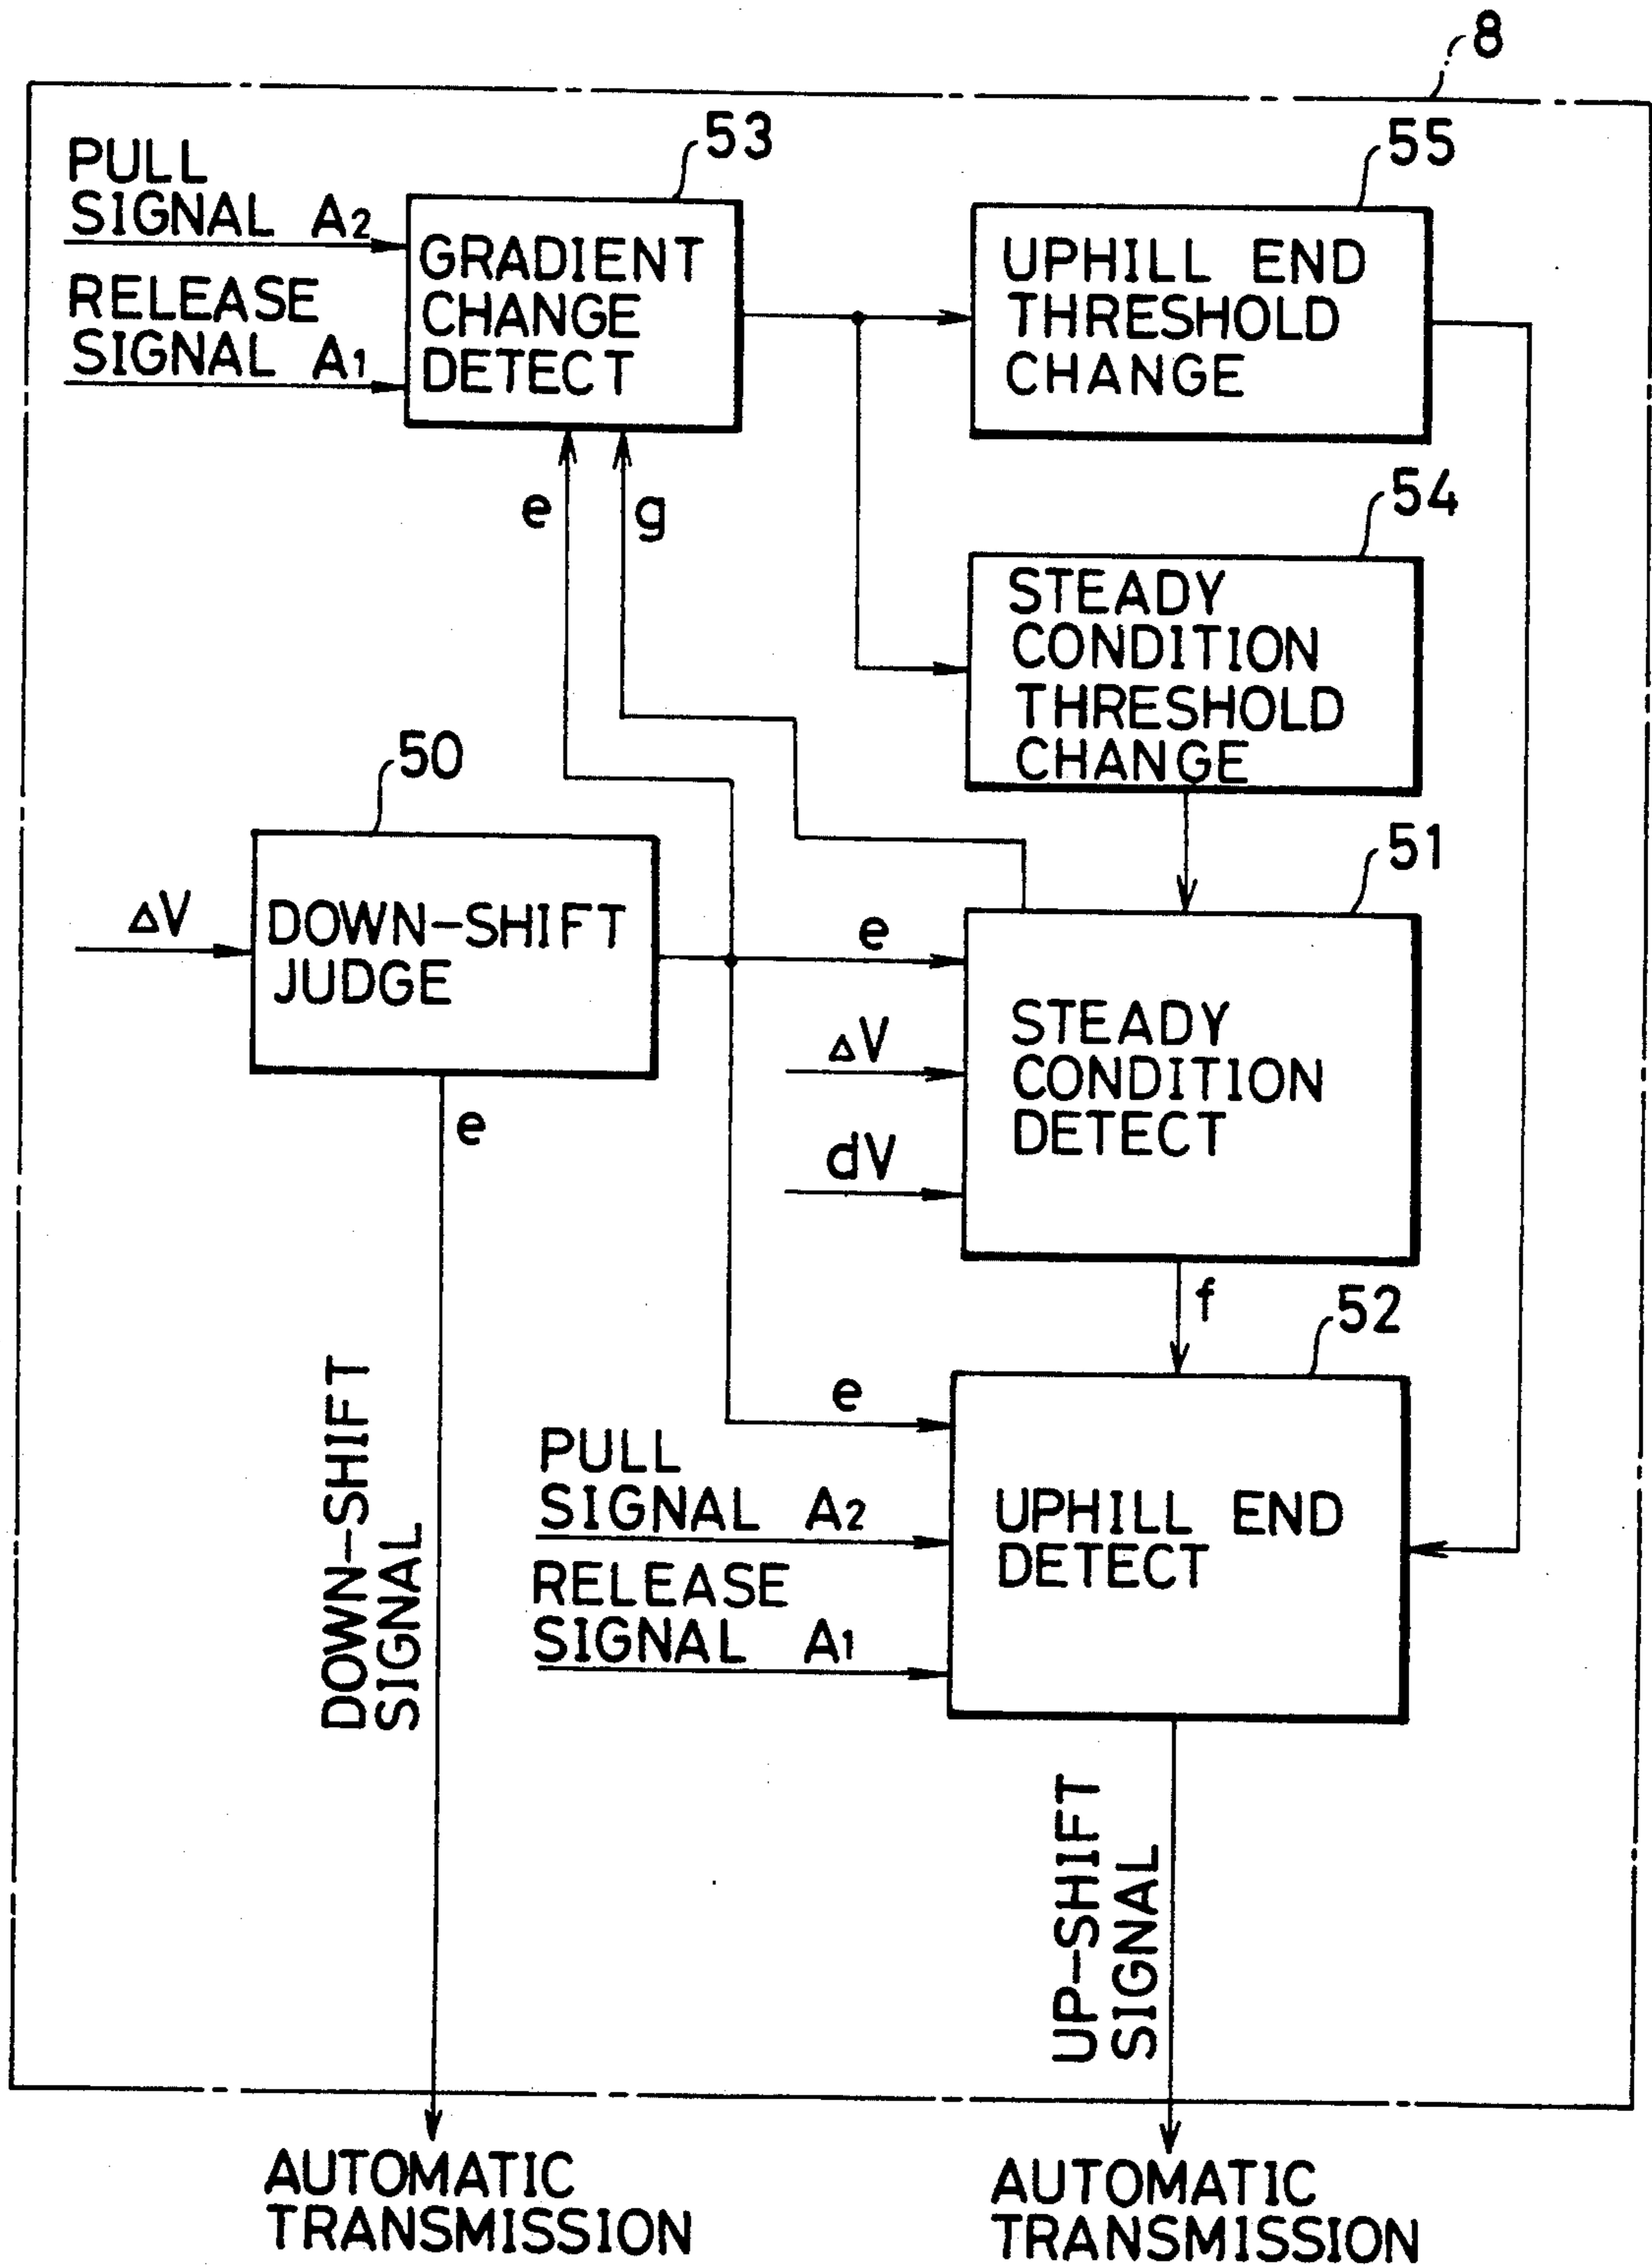 8
53
PULL
SIGNAL A2
RELEASE
SIGNAL A1
GRADIENT
CHANGE
DETECT
55
UPHILL END
THRESHOLD
CHANGE
e
g
54
STEADY
CONDITION
THRESHOLD
CHANGE
50
ΔV
DOWN-SHIFT
JUDGE
e
51
e
ΔV
dV
STEADY
CONDITION
DETECT
f
52
e
PULL
SIGNAL A2
RELEASE
SIGNAL A1
UPHILL END
DETECT
DOWN-SHIFT
SIGNAL
UP-SHIFT
SIGNAL
AUTOMATIC
TRANSMISSION
AUTOMATIC
TRANSMISSION